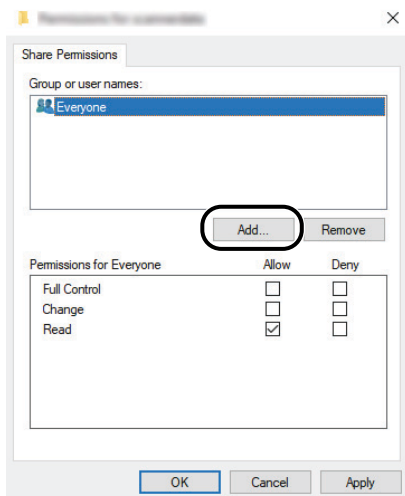 Share Permissions
Group or user names:
Everyone
Add... Remove
Permissions for Everyone Allow Deny
Full Control
Change
Read
OK Cancel Apply